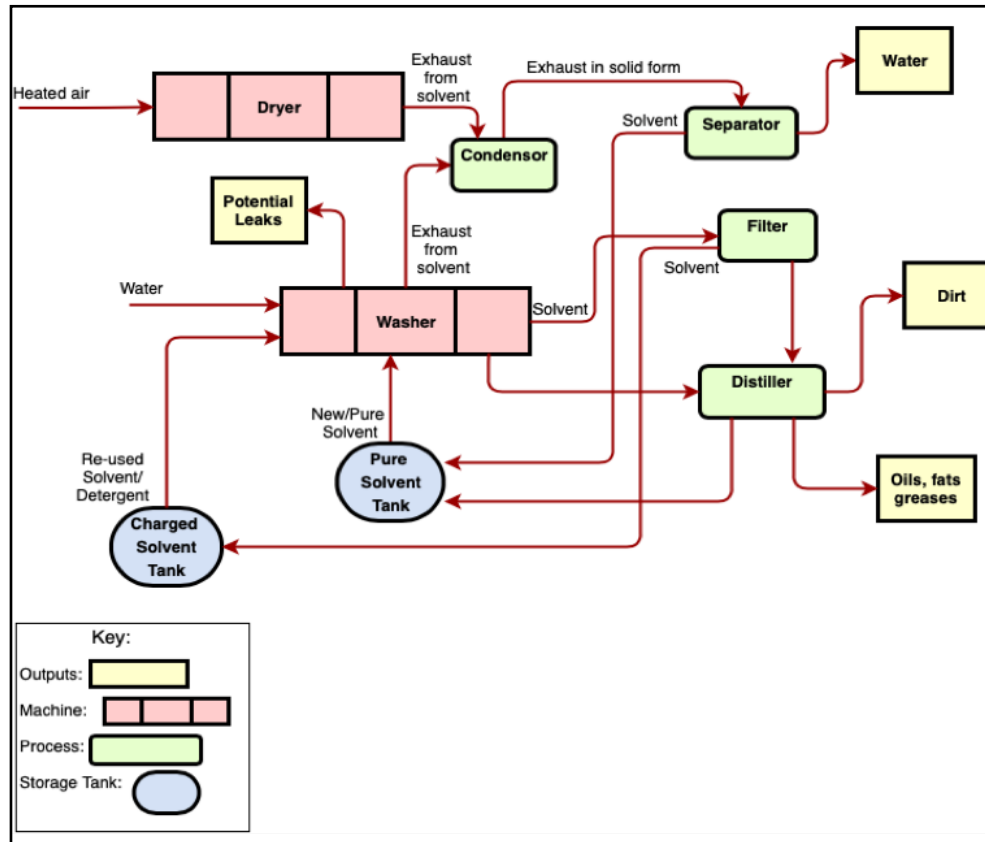 Heated air
Dryer
Exhaust
from
solvent
Exhaust in solid form
Water
Solvent
Separator
Condensor
Potential
Leaks
Exhaust
from
solvent
Filter
Solvent
Water
Washer
Solvent
Dirt
Distiller
New/Pure
Solvent
Re-used
Solvent/
Detergent
Pure
Solvent
Tank
Oils, fats
greases
Charged
Solvent
Tank
Key:
Outputs:
Machine:
Process:
Storage Tank: